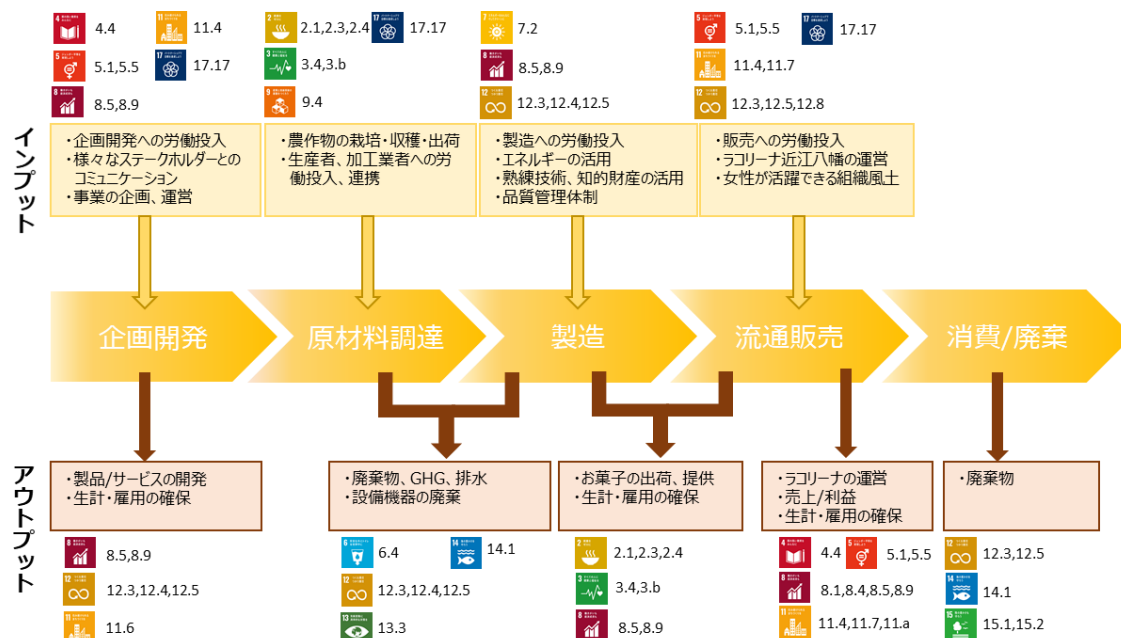 4.4
11.4
5.1,5.5
17.17
8.5,8.9
2.1,2.3,2.4
17.17
3.4,3.b
9.4
7.2
8.5,8.9
12.3,12.4,12.5
5.1,5.5
17.17
11.4,11.7
12.3,12.5,12.8
インプット
・企画開発への労働投入
・様々なステークホルダーとの
コミュニケーション
・事業の企画、運営
・農作物の栽培・収穫・出荷
・生産者、加工業者への労
働投入、連携
・製造への労働投入
・エネルギーの活用
・熟練技術、知的財産の活用
・品質管理体制
・販売への労働投入
・ラコリーナ近江八幡の運営
・女性が活躍できる組織風土
企画開発
原材料調達
製造
流通販売
消費/廃棄
アウトプット
・製品/サービスの開発
・生計・雇用の確保
・廃棄物、GHG、排水
・設備機器の廃棄
・お菓子の出荷、提供
・生計・雇用の確保
・ラコリーナの運営
・売上/利益
・生計・雇用の確保
・廃棄物
8.5,8.9
12.3,12.4,12.5
11.6
6.4
14.1
12.3,12.4,12.5
13.3
2.1,2.3,2.4
3.4,3.b
8.5,8.9
4.4
5.1,5.5
8.1,8.4,8.5,8.9
11.4,11.7,11.a
12.3,12.5
14.1
15.1,15.2